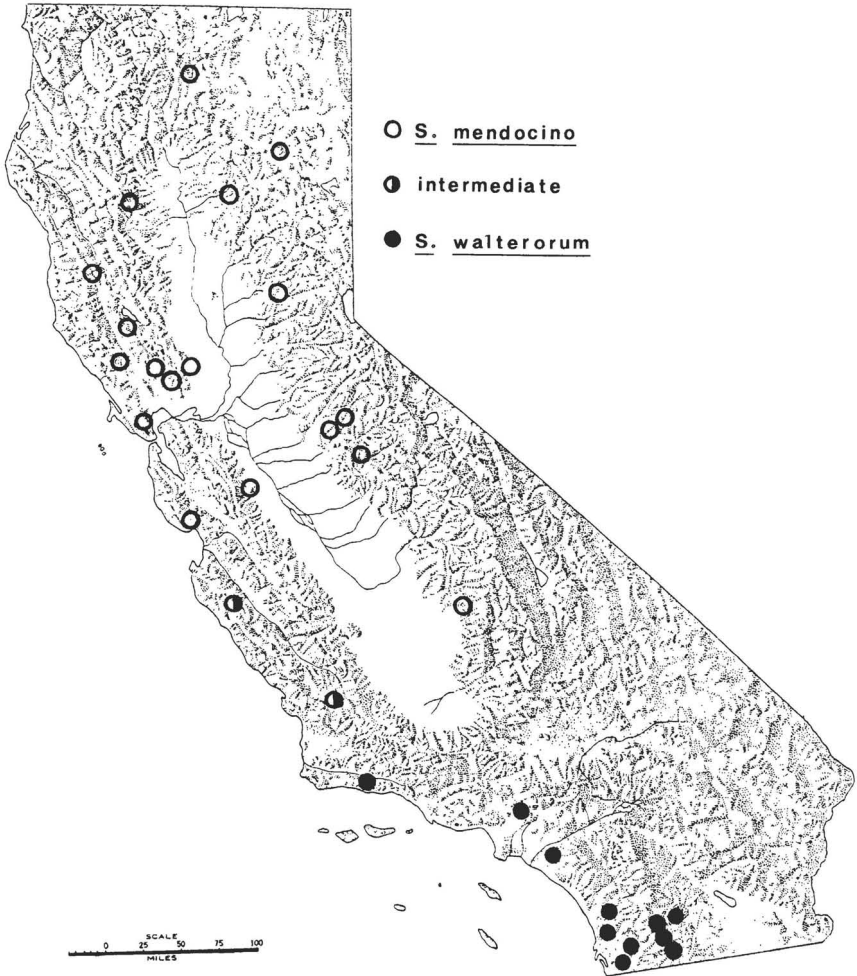 S. mendocino
intermediate
S. walterorum
SCALE
0 25 50 75 100
MILES